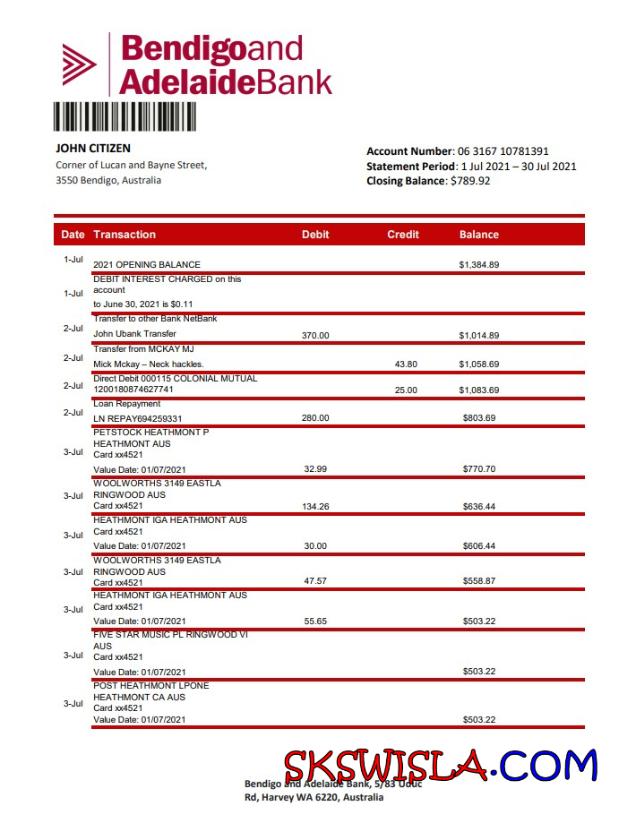 Bendigoand
AdelaideBank
JOHN CITIZEN
Corner of Lucan and Bayne Street,
3550 Bendigo, Australia
Account Number: 06 3167 10781391
Statement Period: 1 Jul 2021 – 30 Jul 2021
Closing Balance: $789.92
Date Transaction Debit Credit Balance
1-Jul
2021 OPENING BALANCE $1,384.89
DEBIT INTEREST CHARGED on this
account
1-Jul
to June 30, 2021 is $0.11
Transfer to other Bank NetBank
2-Jul
John Ubank Transfer 370.00 $1,014.89
Transfer from MCKAY MJ
2-Jul
Mick Mckay – Neck hackles. 43.80 $1,058.69
Direct Debit 000115 COLONIAL MUTUAL
2-Jul
1200180874627741 25.00 $1,083.69
Loan Repayment
2-Jul
LN REPAY694259331 280.00 $803.69
PETSTOCK HEATHMONT P
HEATHMONT AUS
3-Jul Card xx4521
Value Date: 01/07/2021 32.99 $770.70
WOOLWORTHS 3149 EASTLA
3-Jul RINGWOOD AUS
Card xx4521 134.26 $636.44
HEATHMONT IGA HEATHMONT AUS
3-Jul Card xx4521
Value Date: 01/07/2021 30.00 $606.44
WOOLWORTHS 3149 EASTLA
3-Jul RINGWOOD AUS
Card xx4521 47.57 $558.87
HEATHMONT IGA HEATHMONT AUS
3-Jul Card xx4521
Value Date: 01/07/2021 55.65 $503.22
FIVE STAR MUSIC PL RINGWOOD VI
AUS
3-Jul Card xx4521
Value Date: 01/07/2021 $503.22
POST HEATHMONT LPONE
HEATHMONT CA AUS
3-Jul Card xx4521
Value Date: 01/07/2021 $503.22
SKSWISLA.COM
Bendigo and Adelaide Bank, 5/83 Uduc
Rd, Harvey WA 6220, Australia